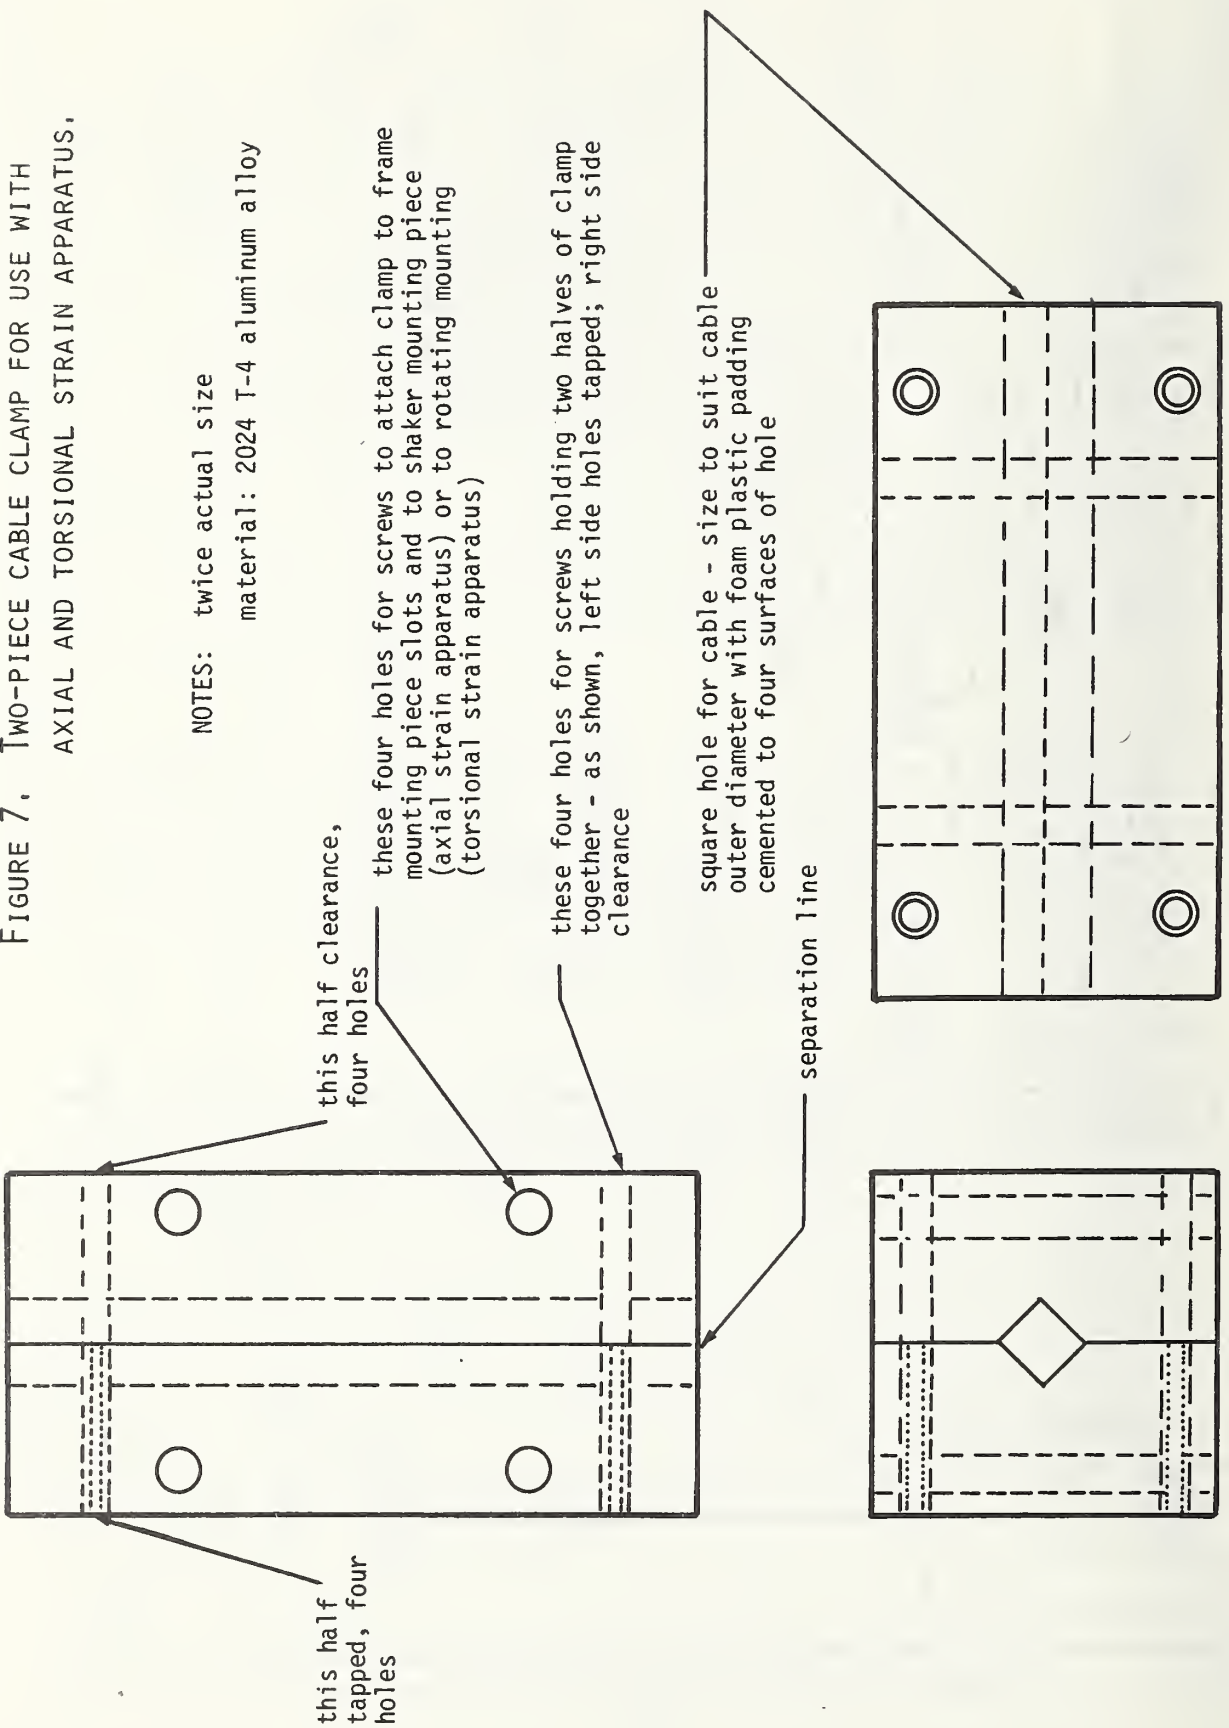 FIGURE 7. TWO-PIECE CABLE CLAMP FOR USE WITH
AXIAL AND TORSIONAL STRAIN APPARATUS.
NOTES: twice actual size
material: 2024 T-4 aluminum alloy
this half clearance,
four holes
these four holes for screws to attach clamp to frame
mounting piece slots and to shaker mounting piece
(axial strain apparatus) or to rotating mounting
(torsional strain apparatus)
this half
tapped, four
holes
these four holes for screws holding two halves of clamp
together - as shown, left side holes tapped; right side
clearance
square hole for cable - size to suit cable
outer diameter with foam plastic padding
cemented to four surfaces of hole
separation line